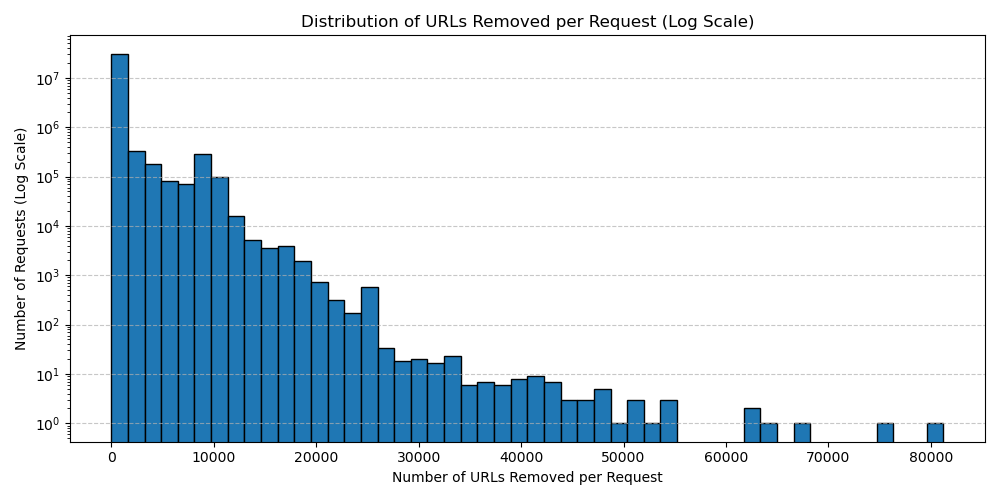 Distribution of URLs Removed per Request (Log Scale)
Number of Requests (Log Scale)
10⁷
10⁶
10⁵
10⁴
10³
10²
10¹
10⁰
0 10000 20000 30000 40000 50000 60000 70000 80000
Number of URLs Removed per Request